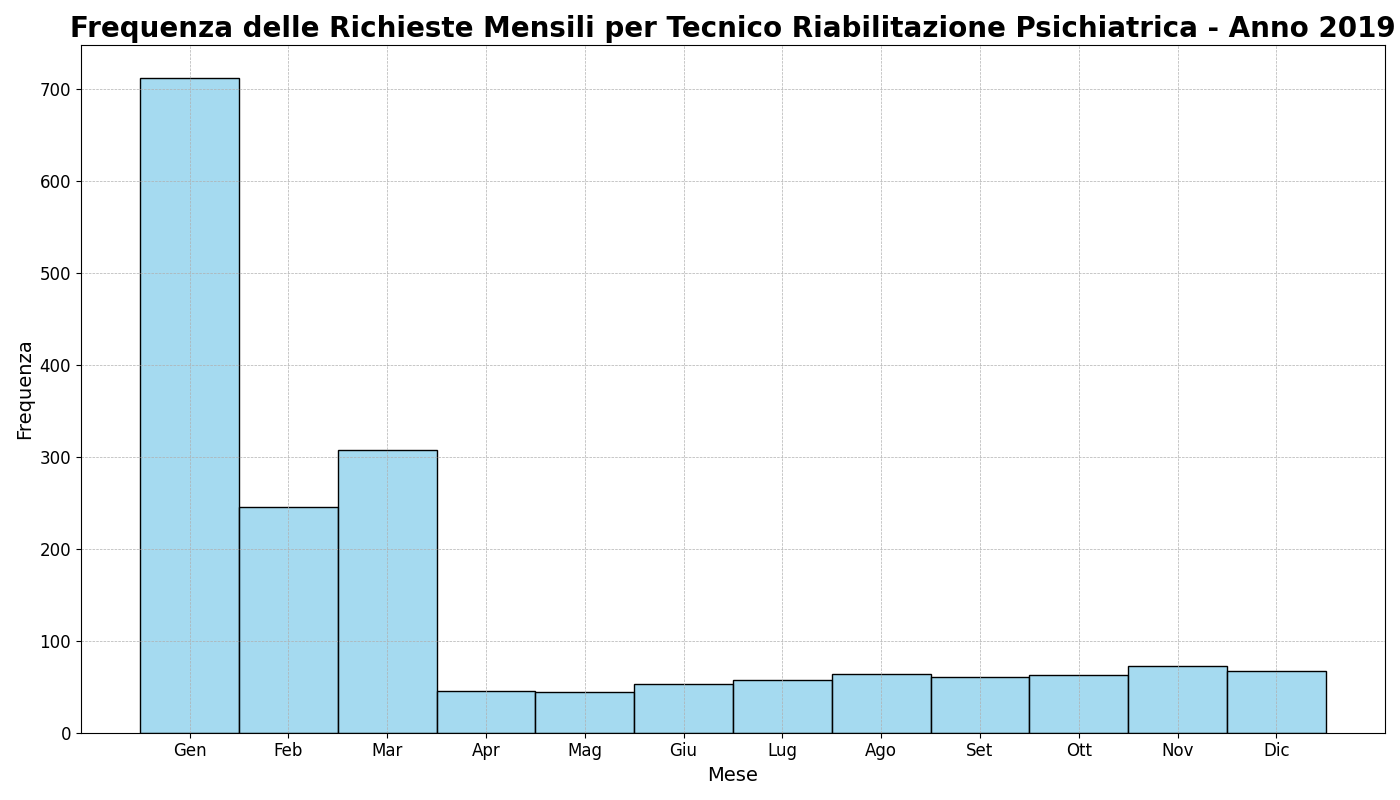 Frequenza delle Richieste Mensili per Tecnico Riabilitazione Psichiatrica - Anno 2019
700
600
500
400
300
200
100
0
Frequenza
Gen Feb Mar Apr Mag Giu Lug Ago Set Ott Nov Dic
Mese